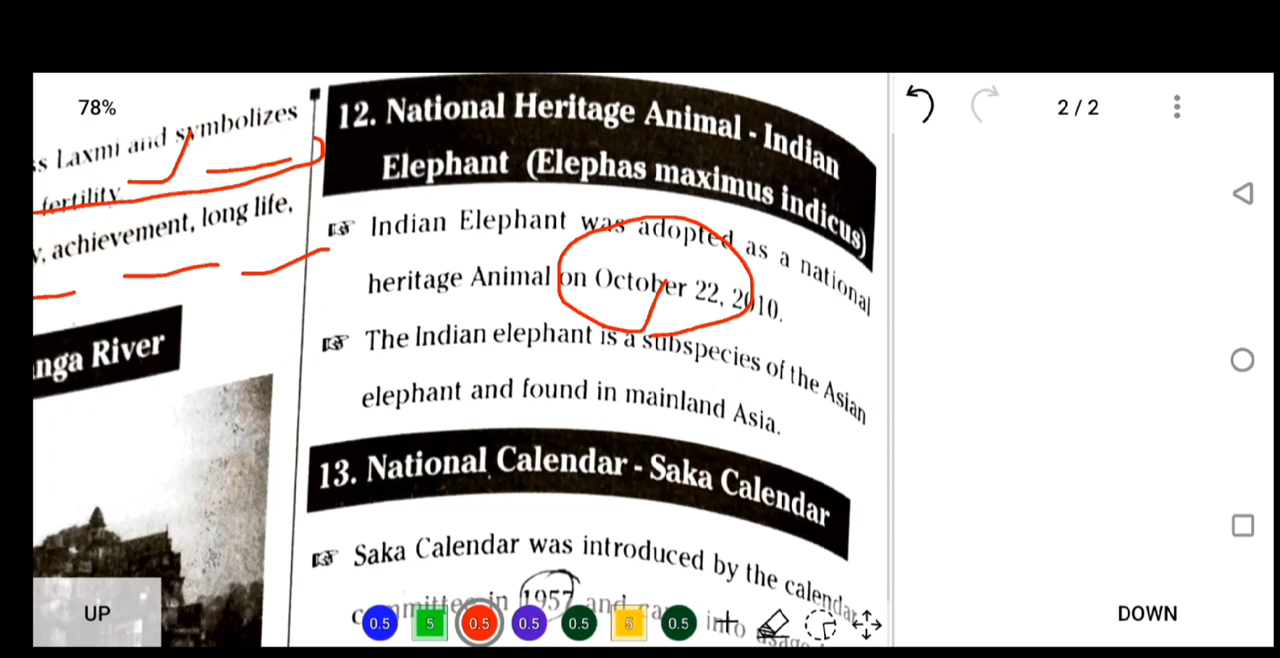 78%
2 / 2
s Laxmi and symbolizes
fertility
, achievement, long life,
nga River
12. National Heritage Animal - Indian
Elephant (Elephas maximus indicus)
☞ Indian Elephant was adopted as a national
heritage Animal on October 22, 2010.
☞ The Indian elephant is a subspecies of the Asian
elephant and found in mainland Asia.
13. National Calendar - Saka Calendar
☞ Saka Calendar was introduced by the calendar
in 1957 and into
0.5 5 0.5 0.5 0.5 5 0.5
UP
DOWN